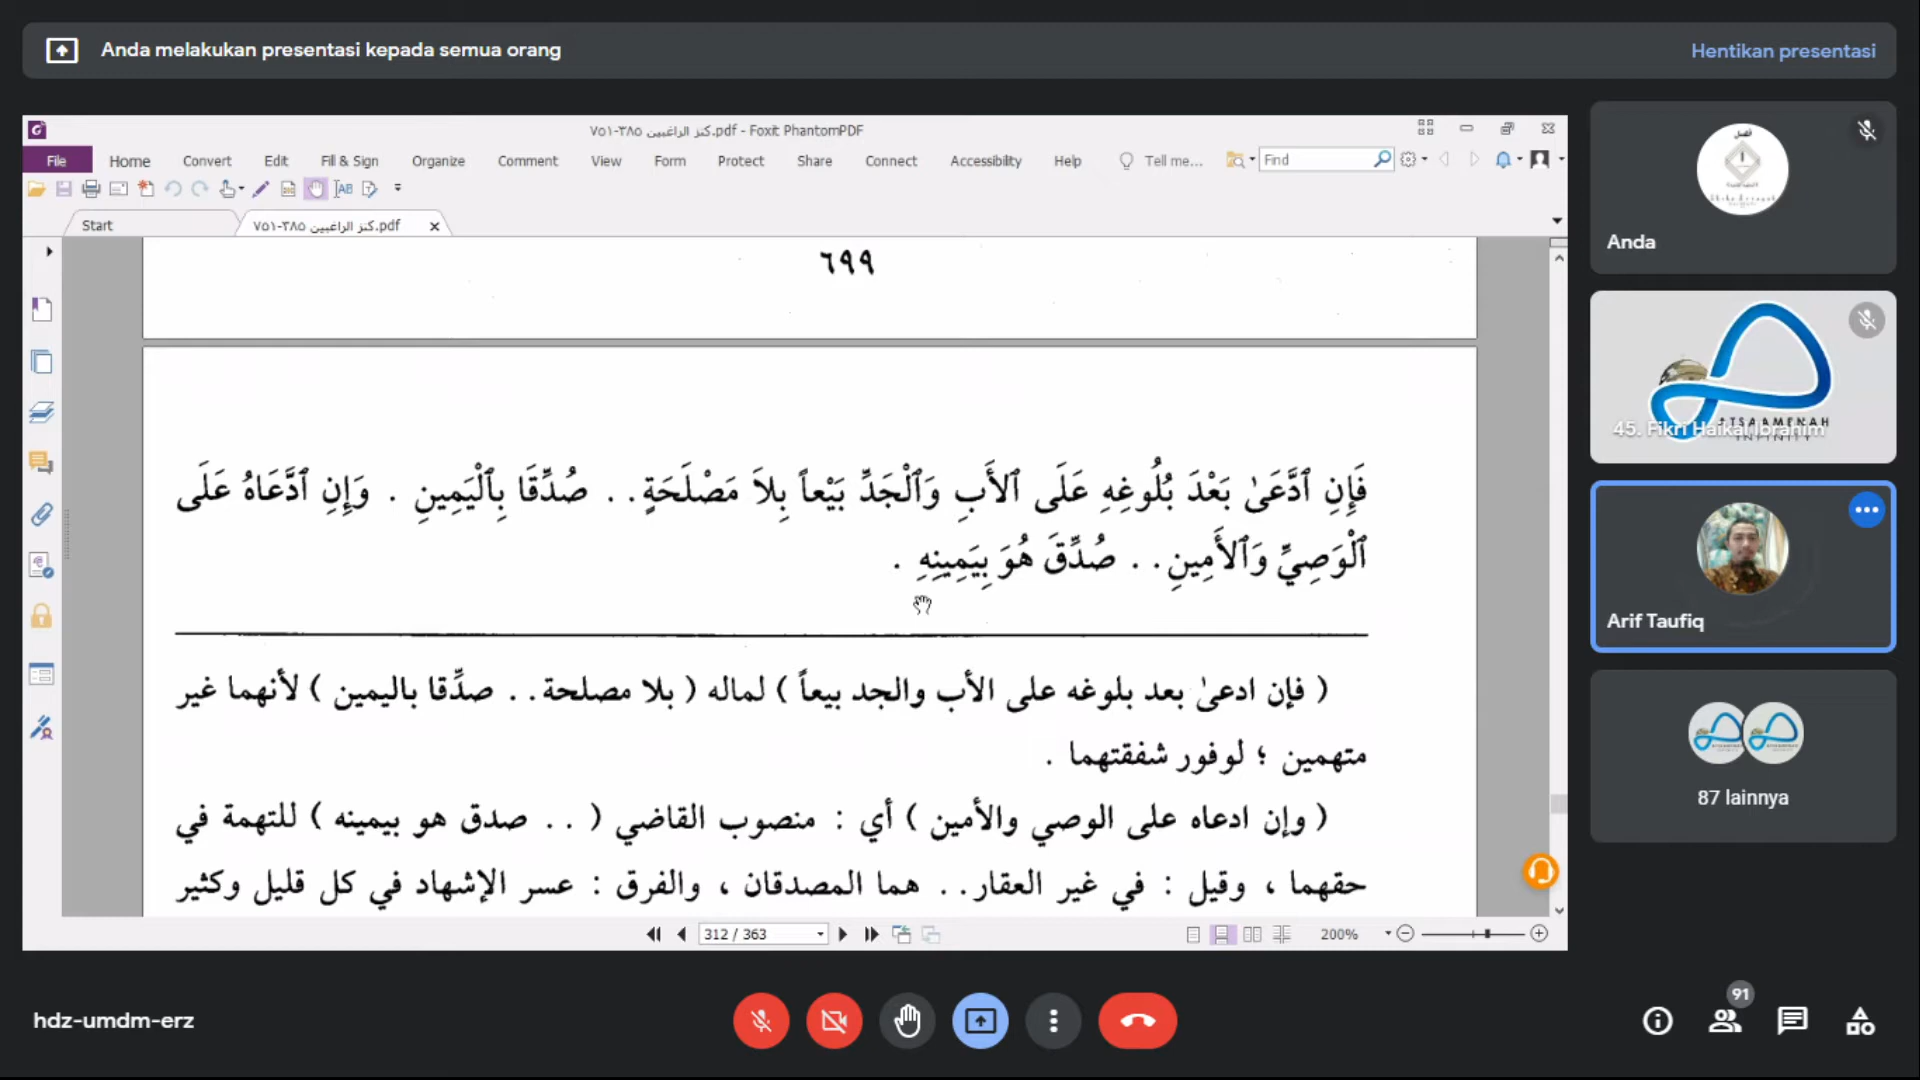 Anda melakukan presentasi kepada semua orang
Hentikan presentasi
كنز الراغبين ٣٨٥-٧٥١.pdf - Foxit PhantomPDF
File Home Convert Edit Fill & Sign Organize Comment View Form Protect Share Connect Accessibility Help Tell me... Find
Start
كنز الراغبين ٣٨٥-٧٥١.pdf
٦٩٩
فَإِنِ ٱدَّعَىٰ بَعْدَ بُلُوغِهِ عَلَى ٱلأَبِ وَٱلْجَدِّ بَيْعاً بِلاَ مَصْلَحَةٍ.. صُدِّقَا بِٱلْيَمِينِ . وَإِنِ ٱدَّعَاهُ عَلَى
ٱلْوَصِيِّ وَٱلأَمِينِ.. صُدِّقَ هُوَ بِيَمِينِهِ .
( فإن ادعىٰ بعد بلوغه على الأب والجد بيعاً ) لماله ( بلا مصلحة.. صدِّقا باليمين ) لأنهما غير
متهمين ؛ لوفور شفقتهما .
( وإن ادعاه على الوصي والأمين ) أي : منصوب القاضي ( .. صدق هو بيمينه ) للتهمة في
حقهما ، وقيل : في غير العقار.. هما المصدقان ، والفرق : عسر الإشهاد في كل قليل وكثير
312 / 363
200%
Anda
45. Fikri Haikal Ibrahim
Arif Taufiq
87 lainnya
hdz-umdm-erz
91